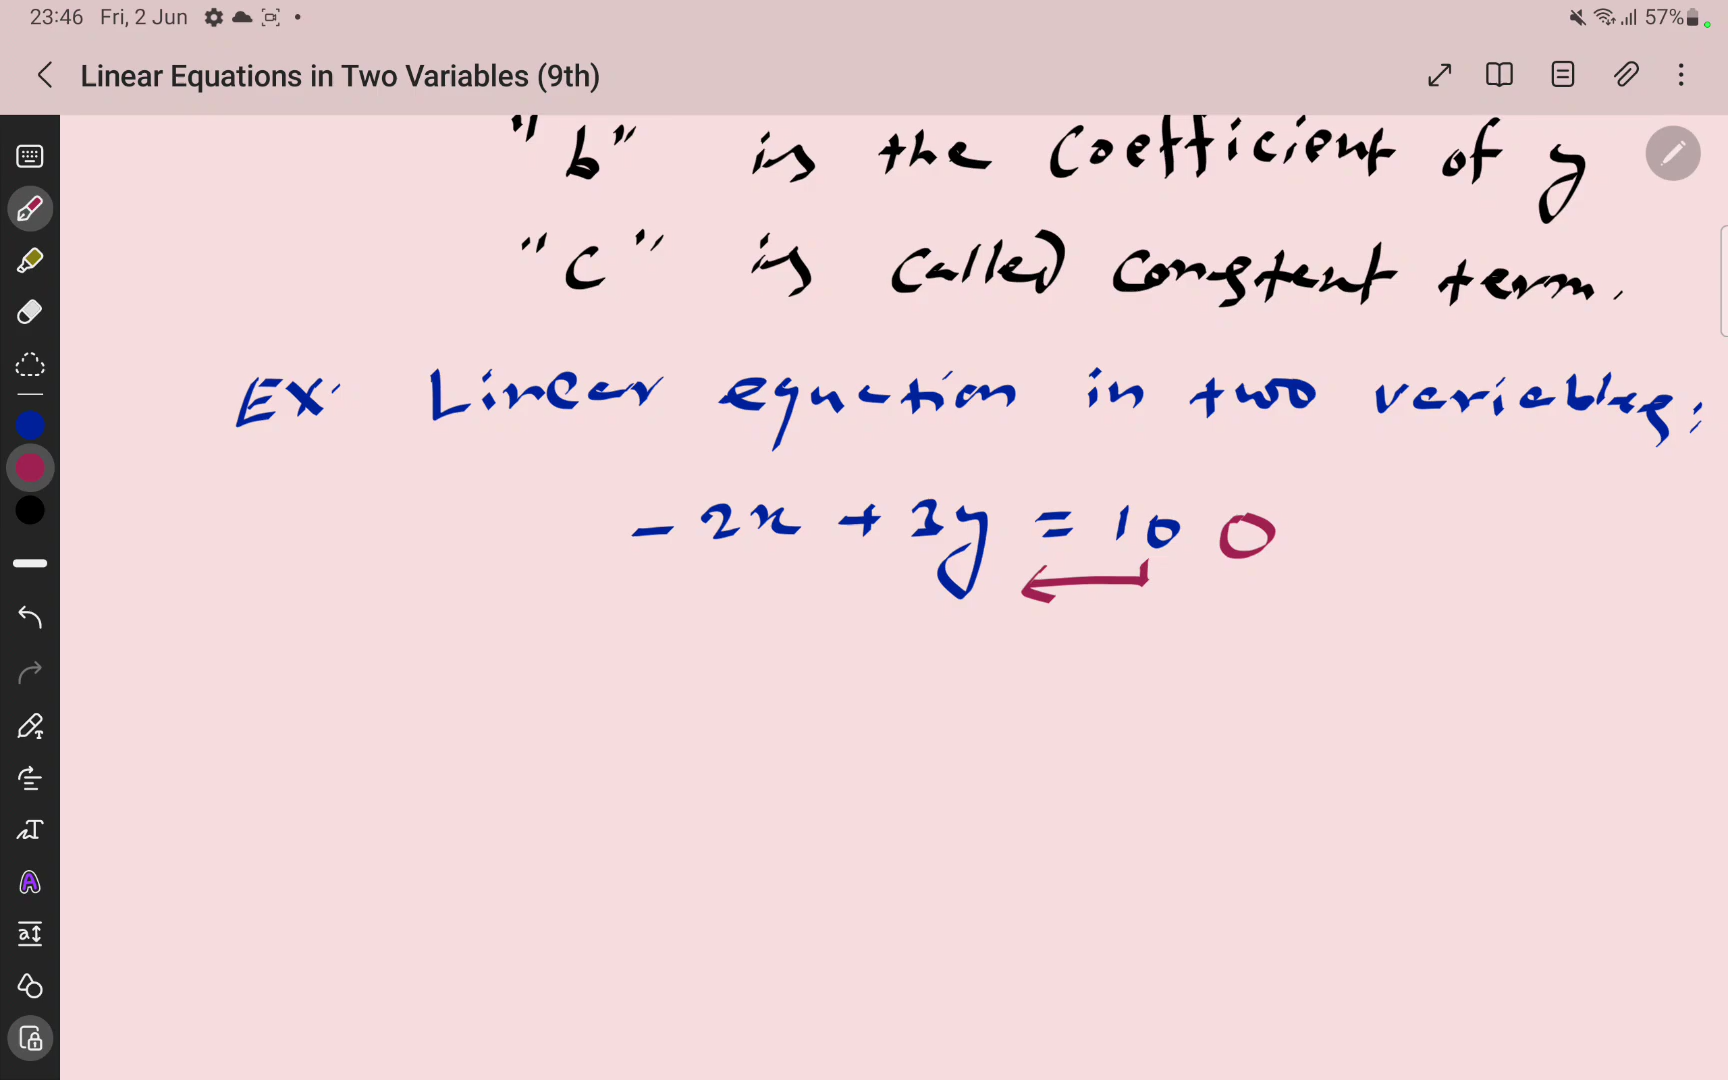 23:46 Fri, 2 Jun 57%
Linear Equations in Two Variables (9th)
"b" is the coefficient of y
"c" is called constent term.
EX: Linear equation in two variables:
- 2x + 3y = 10 0